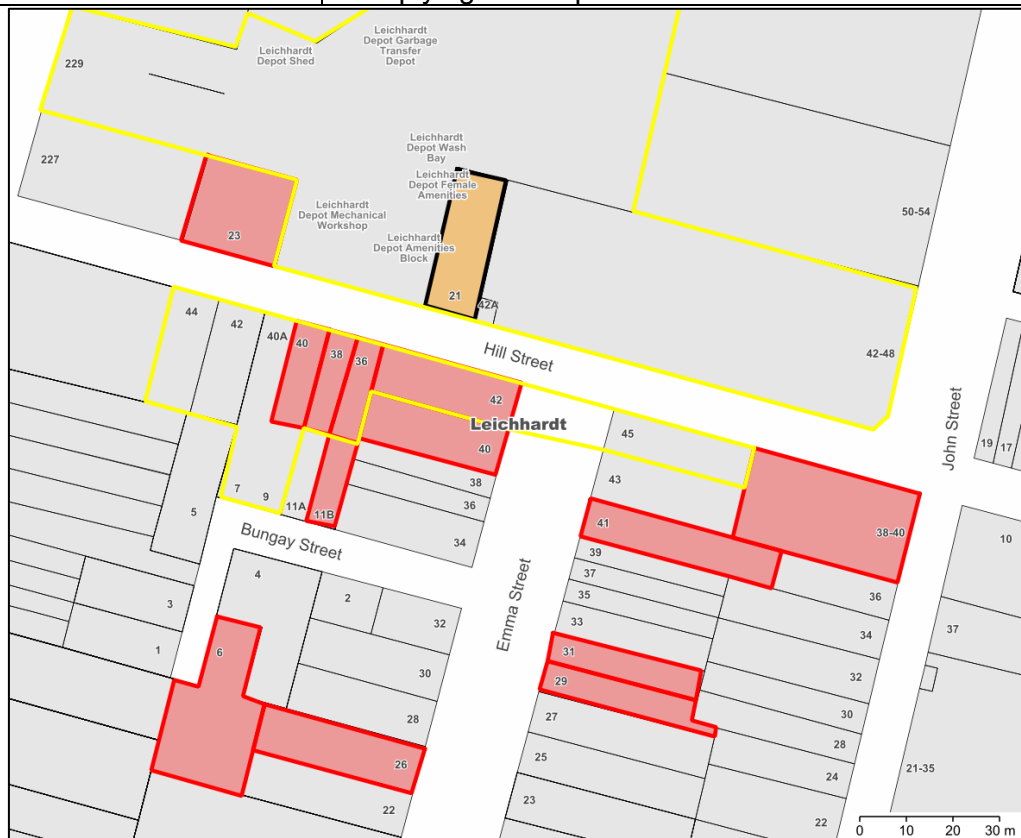 Leichhardt
Depot Shed
Leichhardt
Depot Garbage
Transfer
Depot
229
227
Leichhardt
Depot Wash
Bay
Leichhardt
Depot Female
Amenities
Leichhardt
Depot Mechanical
Workshop
Leichhardt
Depot Amenities
Block
50-54
23
21
42A
44
42
40A
40
38
36
Hill Street
42-48
42
40
Leichhardt
45
43
John Street
19
17
38
36
34
7
9
11A
11B
5
Bungay Street
41
38-40
39
37
35
33
31
29
27
25
23
Emma Street
36
34
32
30
28
24
22
10
37
21-35
4
2
32
30
28
26
22
3
1
6
0
10
20
30 m